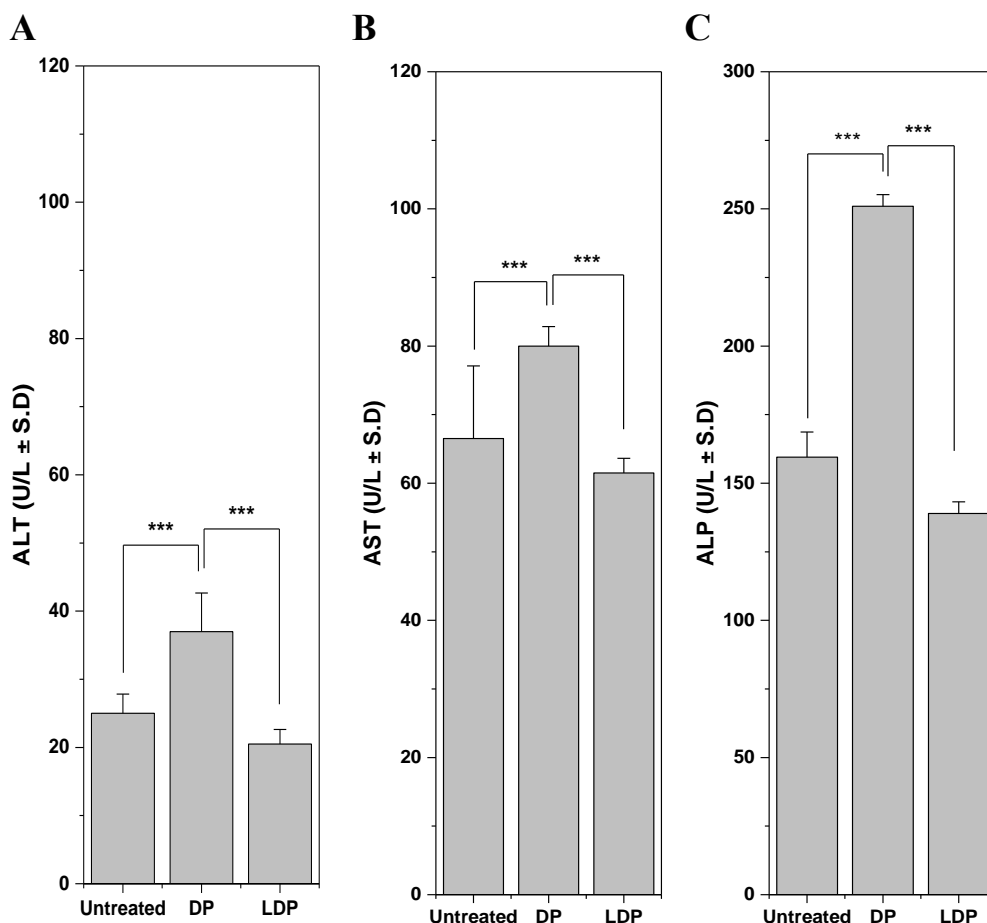 A
ALT (U/L ± S.D)
120
100
80
60
40
20
0
***
***
Untreated
DP
LDP
B
AST (U/L ± S.D)
120
100
80
60
40
20
0
***
***
Untreated
DP
LDP
C
ALP (U/L ± S.D)
300
250
200
150
100
50
0
***
***
Untreated
DP
LDP